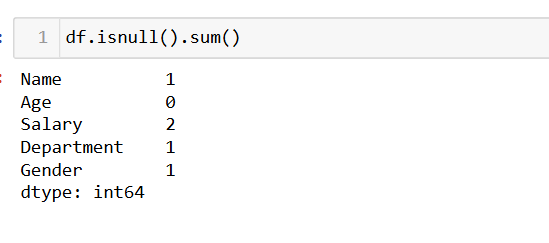 1 df.isnull().sum()
Name 1
Age 0
Salary 2
Department 1
Gender 1
dtype: int64